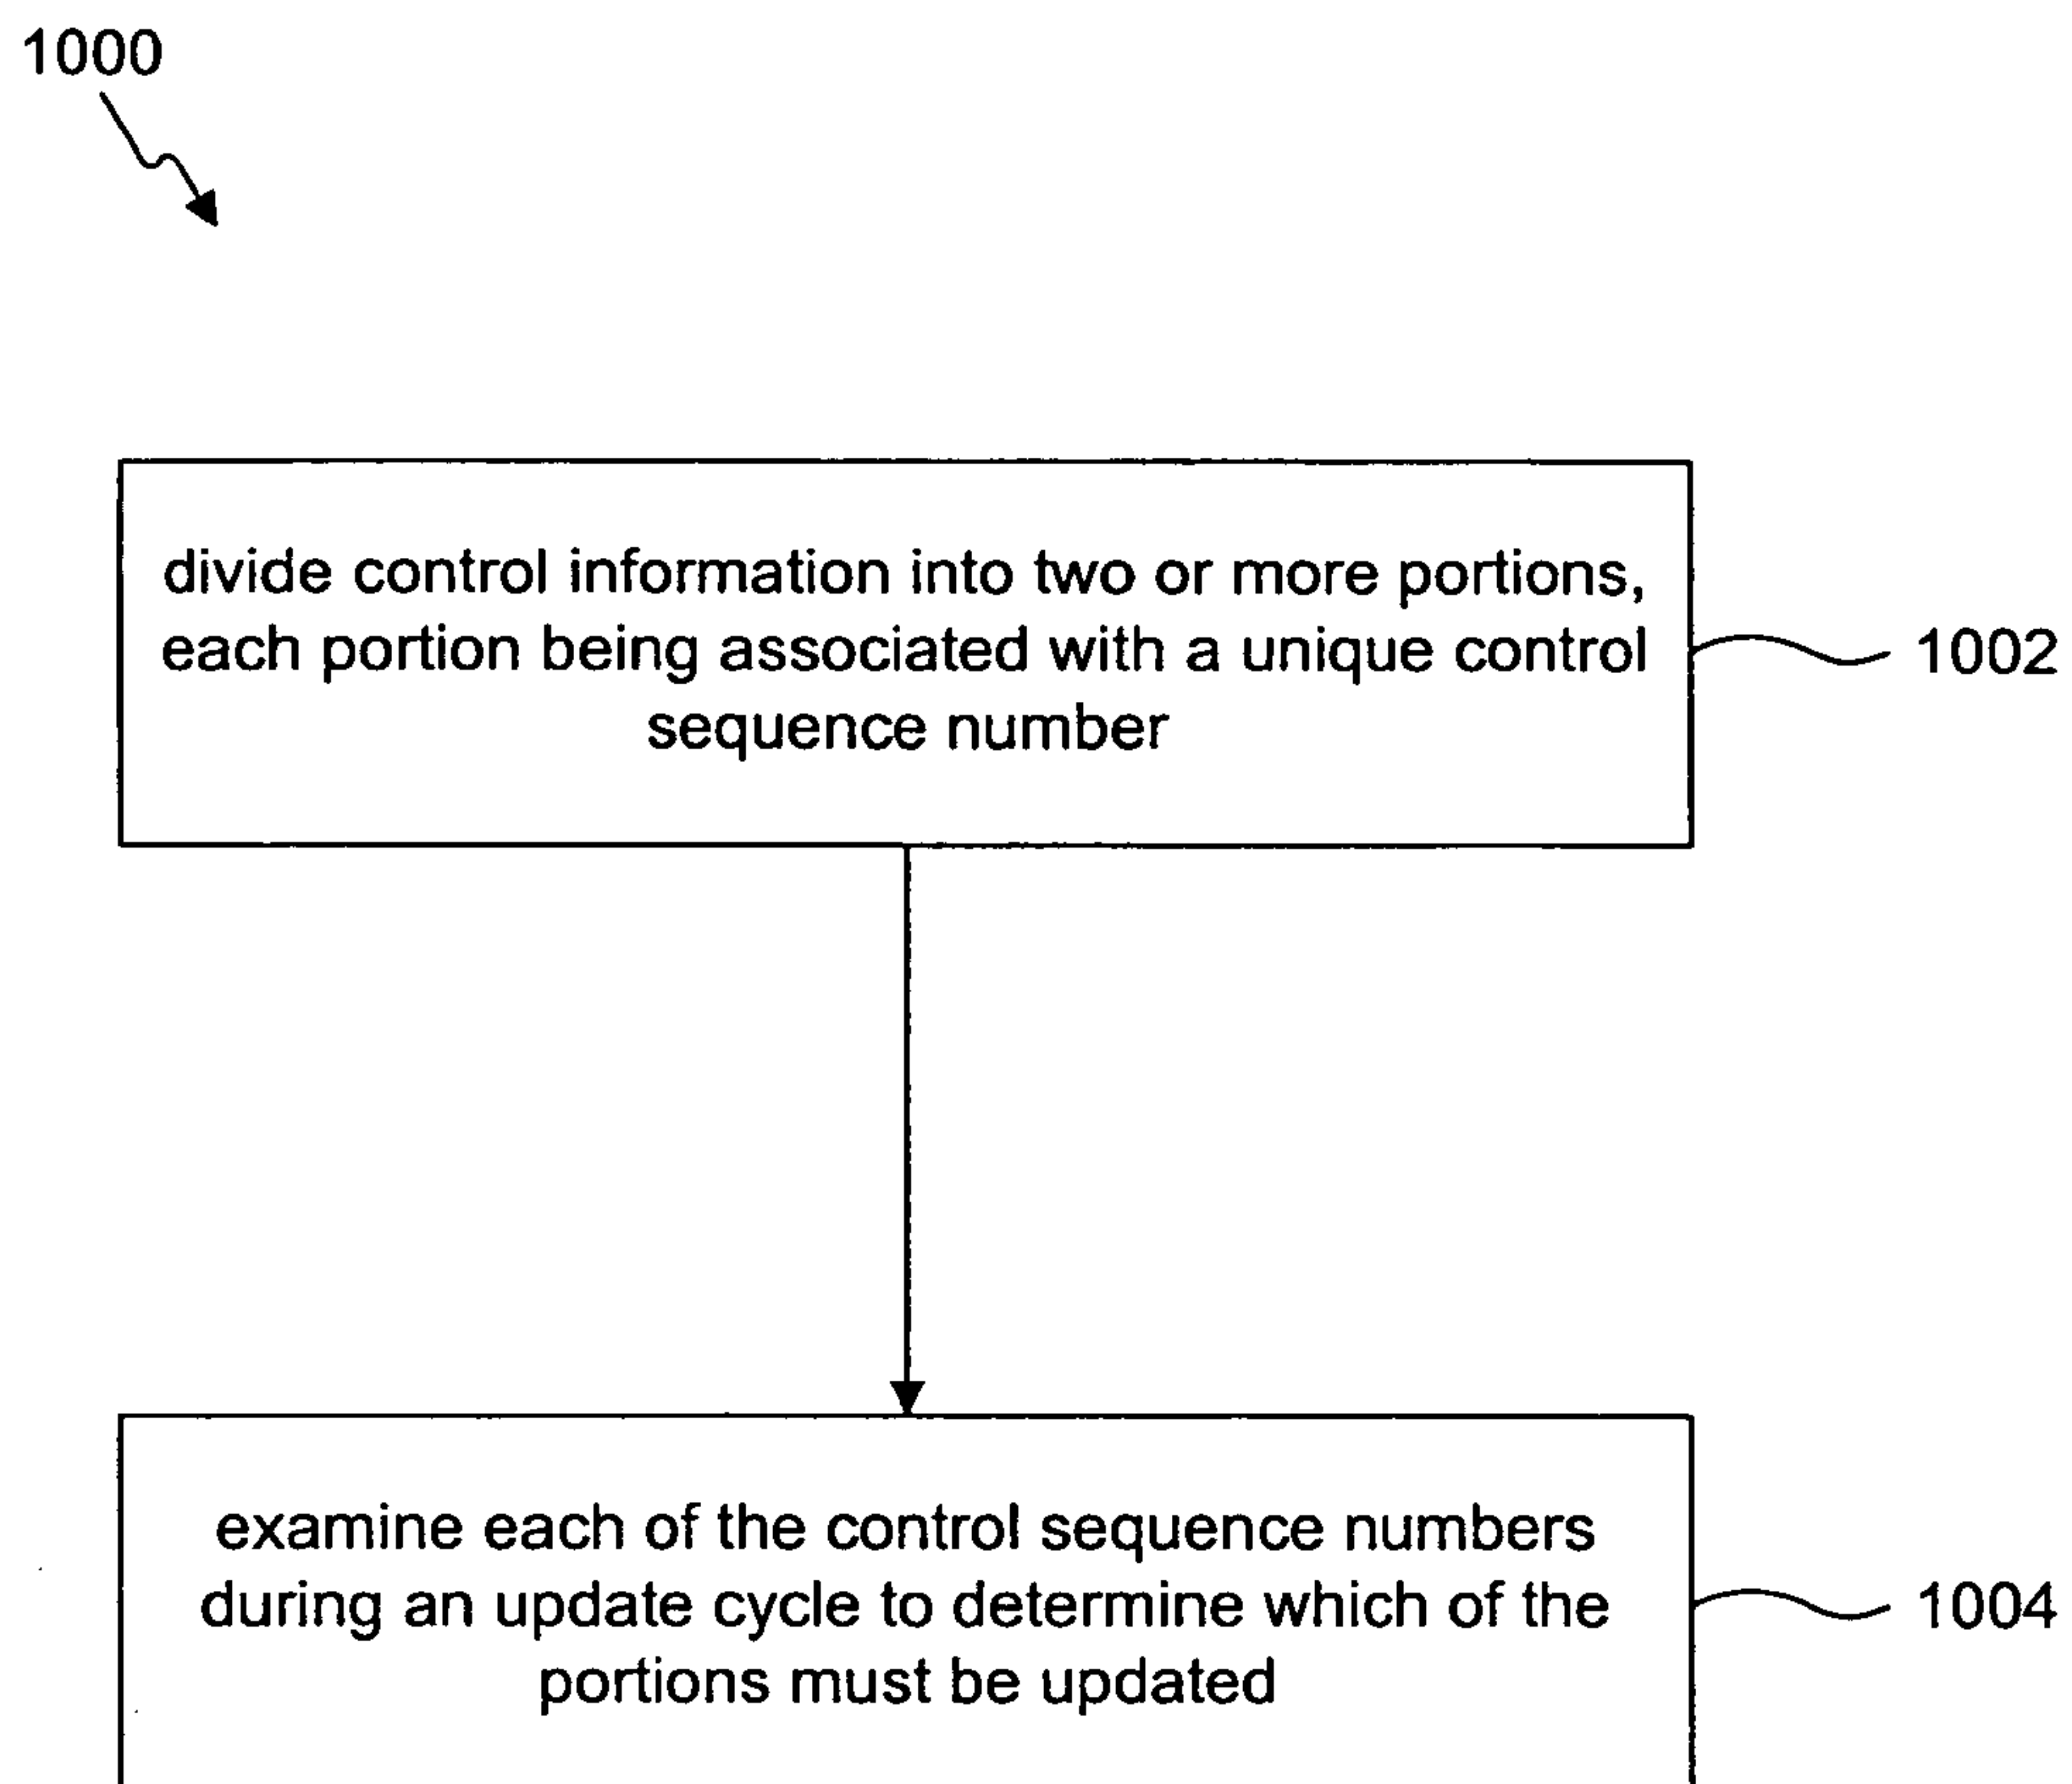 1000
divide control information into two or more portions,
each portion being associated with a unique control
sequence number
1002
examine each of the control sequence numbers
during an update cycle to determine which of the
portions must be updated
1004